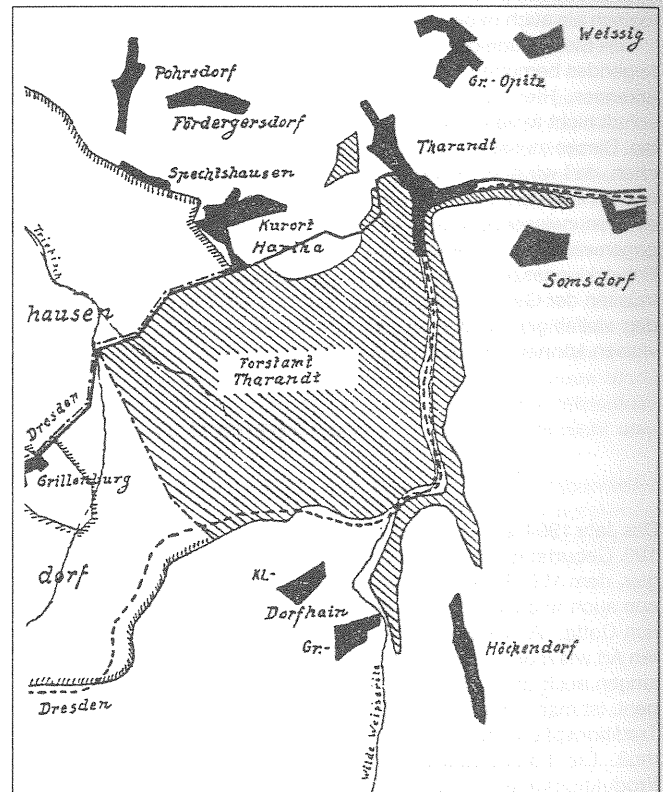 Weissig
Gr.-Opitz
Pohrsdorf
Fördergersdorf
Tharandt
Spechtshausen
Kurort
Hartha
Somsdorf
Triebisch
hausen
Forstamt
Tharandt
Dresden
Grillenburg
dorf
KL-
Dorfhain
Gr.-
Höckendorf
Dresden
Wilde Weißeritz